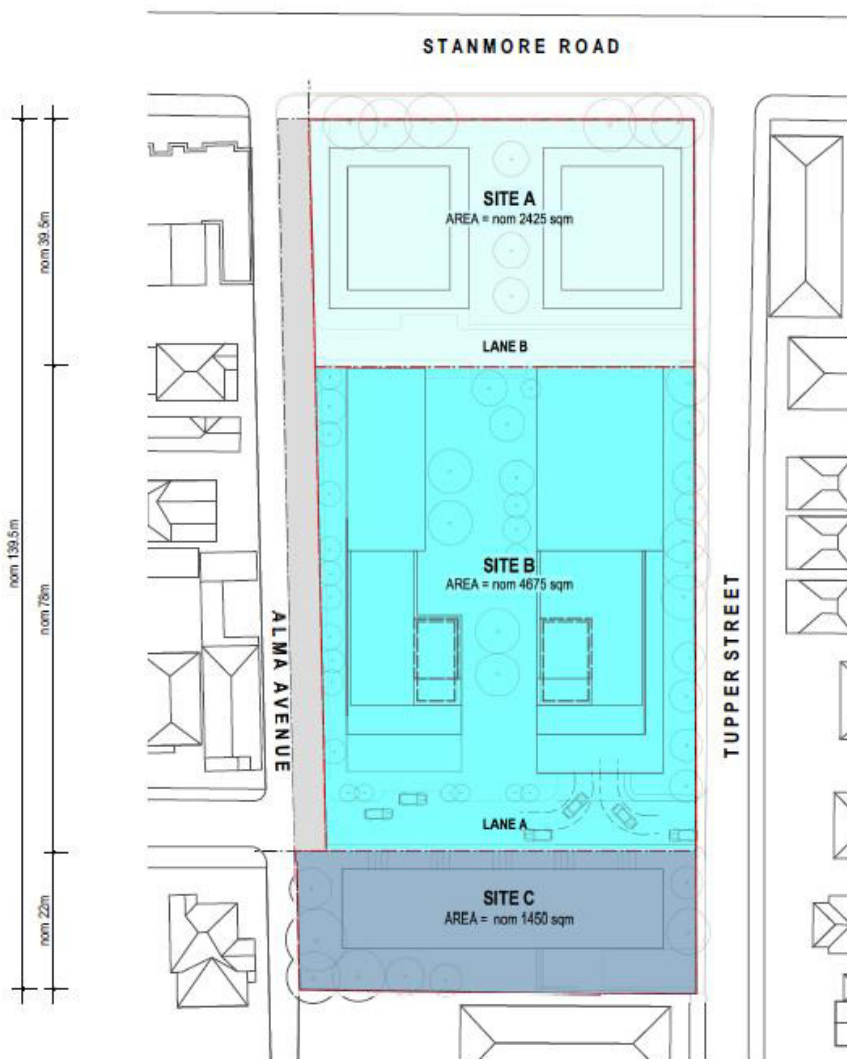 STANMORE ROAD
SITE A
AREA = nom 2425 sqm
nom 39.5m
LANE B
nom 139.5m
nom 78m
SITE B
AREA = nom 4675 sqm
ALMA AVENUE
TUPPER STREET
LANE A
nom 22m
SITE C
AREA = nom 1450 sqm